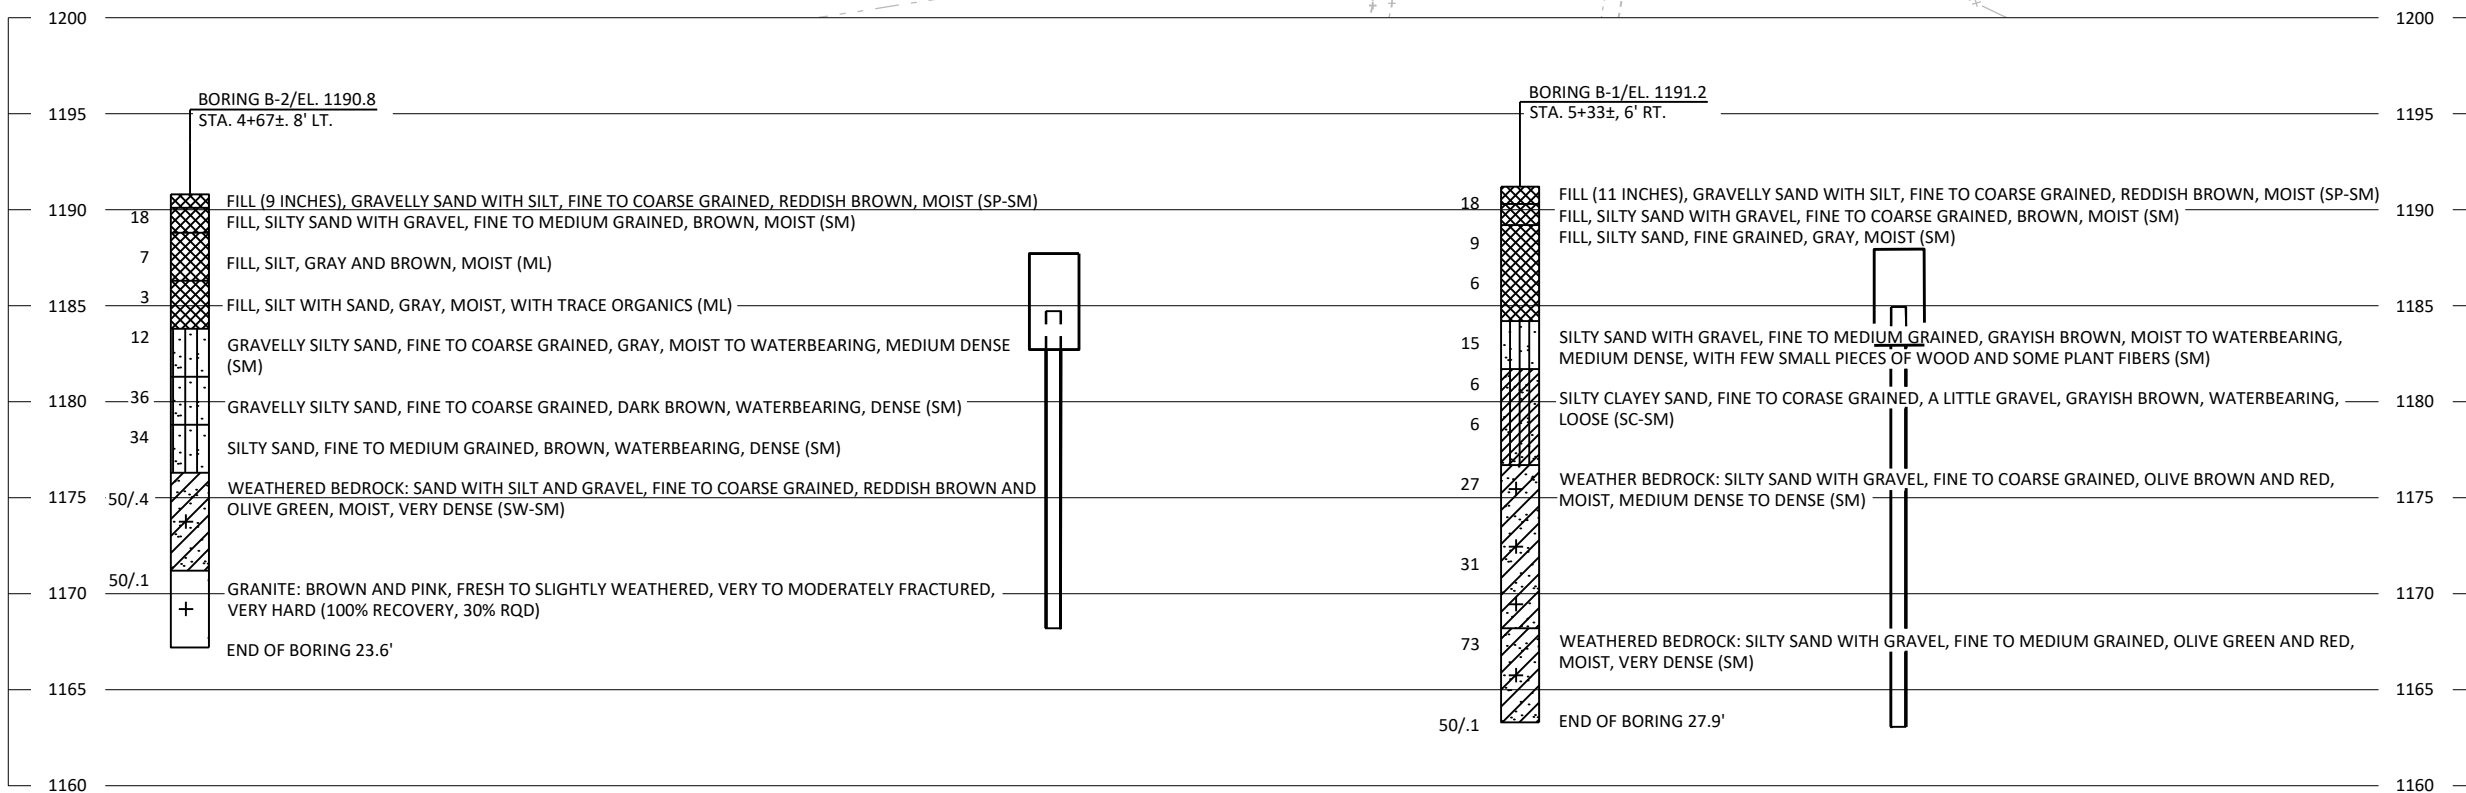 1200
1200
BORING B-2/EL. 1190.8
STA. 4+67±. 8' LT.
BORING B-1/EL. 1191.2
STA. 5+33±, 6' RT.
1195
1195
FILL (9 INCHES), GRAVELLY SAND WITH SILT, FINE TO COARSE GRAINED, REDDISH BROWN, MOIST (SP-SM)
FILL, SILTY SAND WITH GRAVEL, FINE TO MEDIUM GRAINED, BROWN, MOIST (SM)
FILL, SILT, GRAY AND BROWN, MOIST (ML)
FILL, SILT WITH SAND, GRAY, MOIST, WITH TRACE ORGANICS (ML)
GRAVELLY SILTY SAND, FINE TO COARSE GRAINED, GRAY, MOIST TO WATERBEARING, MEDIUM DENSE
(SM)
GRAVELLY SILTY SAND, FINE TO COARSE GRAINED, DARK BROWN, WATERBEARING, DENSE (SM)
SILTY SAND, FINE TO MEDIUM GRAINED, BROWN, WATERBEARING, DENSE (SM)
WEATHERED BEDROCK: SAND WITH SILT AND GRAVEL, FINE TO COARSE GRAINED, REDDISH BROWN AND
OLIVE GREEN, MOIST, VERY DENSE (SW-SM)
GRANITE: BROWN AND PINK, FRESH TO SLIGHTLY WEATHERED, VERY TO MODERATELY FRACTURED,
VERY HARD (100% RECOVERY, 30% RQD)
END OF BORING 23.6'
18
7
3
12
36
34
50/.4
50/.1
1190
1185
1180
1175
1170
1165
1160
18
9
6
15
6
6
27
31
73
50/.1
FILL (11 INCHES), GRAVELLY SAND WITH SILT, FINE TO COARSE GRAINED, REDDISH BROWN, MOIST (SP-SM)
FILL, SILTY SAND WITH GRAVEL, FINE TO COARSE GRAINED, BROWN, MOIST (SM)
FILL, SILTY SAND, FINE GRAINED, GRAY, MOIST (SM)
SILTY SAND WITH GRAVEL, FINE TO MEDIUM GRAINED, GRAYISH BROWN, MOIST TO WATERBEARING,
MEDIUM DENSE, WITH FEW SMALL PIECES OF WOOD AND SOME PLANT FIBERS (SM)
SILTY CLAYEY SAND, FINE TO CORASE GRAINED, A LITTLE GRAVEL, GRAYISH BROWN, WATERBEARING,
LOOSE (SC-SM)
WEATHER BEDROCK: SILTY SAND WITH GRAVEL, FINE TO COARSE GRAINED, OLIVE BROWN AND RED,
MOIST, MEDIUM DENSE TO DENSE (SM)
WEATHERED BEDROCK: SILTY SAND WITH GRAVEL, FINE TO MEDIUM GRAINED, OLIVE GREEN AND RED,
MOIST, VERY DENSE (SM)
END OF BORING 27.9'
1190
1185
1180
1175
1170
1165
1160